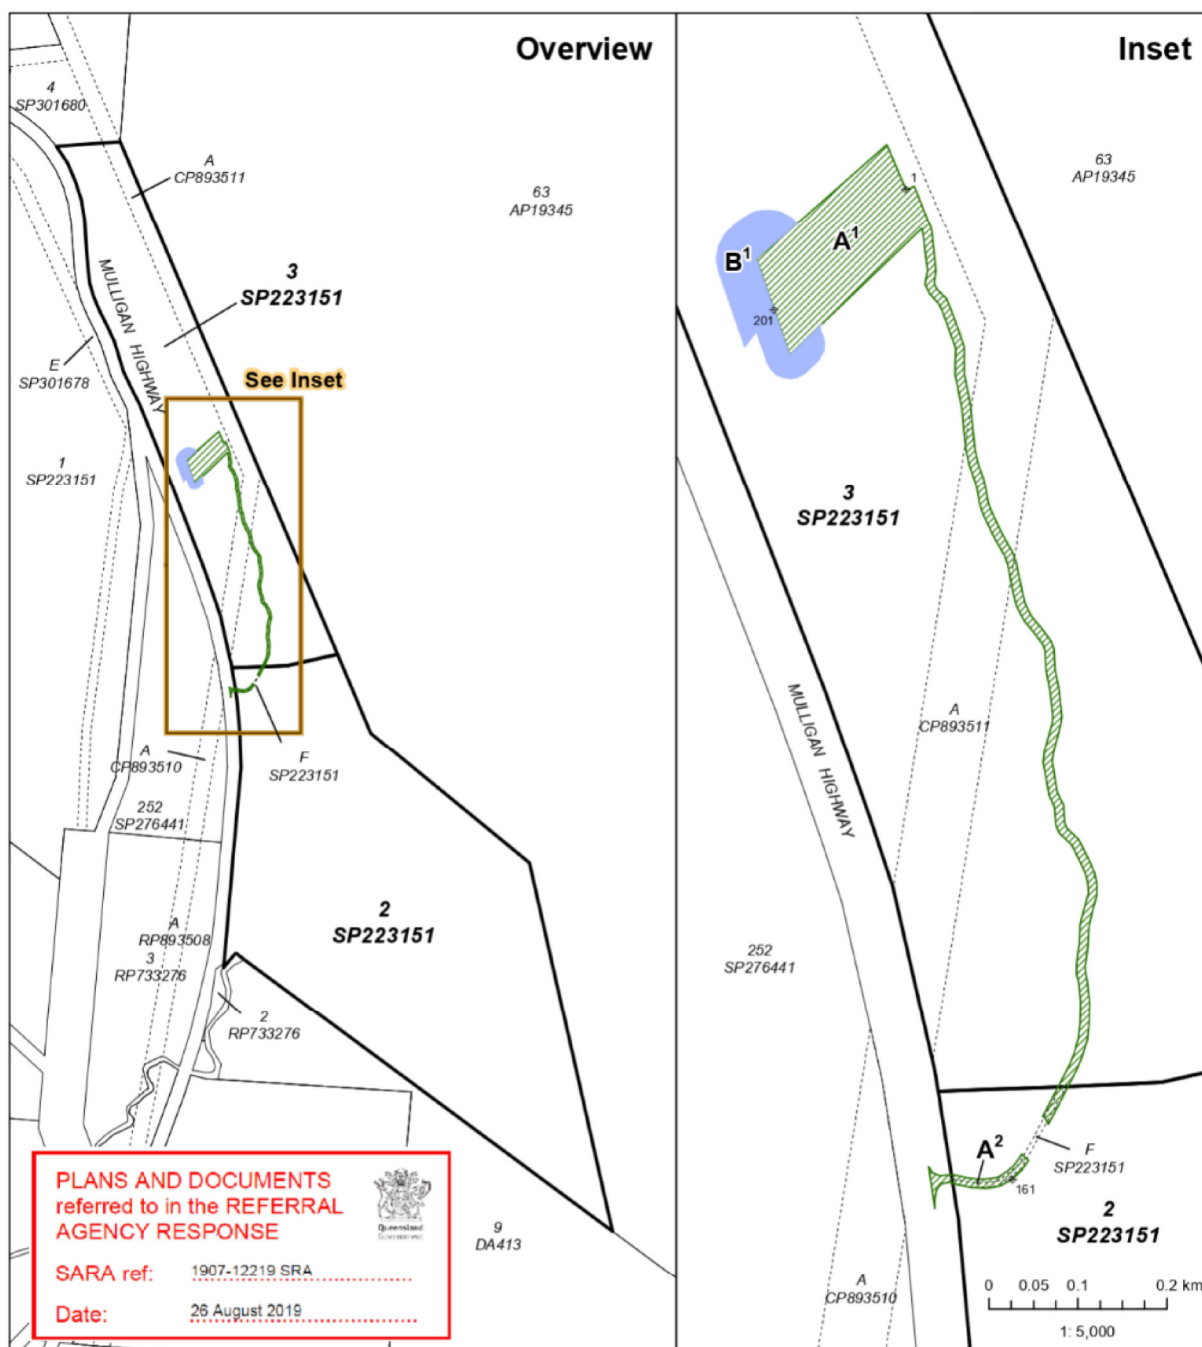 Overview
4
SP301680
A
CP893511
63
AP19345
3
SP223151
MULLIGAN HIGHWAY
E
SP301678
See Inset
1
SP223151
A
CP893510
F
SP223151
252
SP276441
2
SP223151
A
RP893508
3
RP733276
2
RP733276
9
DA413
PLANS AND DOCUMENTS
referred to in the REFERRAL
AGENCY RESPONSE
Queensland
Government
SARA ref: 1907-12219 SRA
Date: 26 August 2019
Inset
63
AP19345
1
A¹
B¹
201
3
SP223151
A
CP893511
MULLIGAN HIGHWAY
252
SP276441
A²
F
SP223151
161
2
SP223151
A
CP893510
0 0.05 0.1 0.2 km
1: 5,000